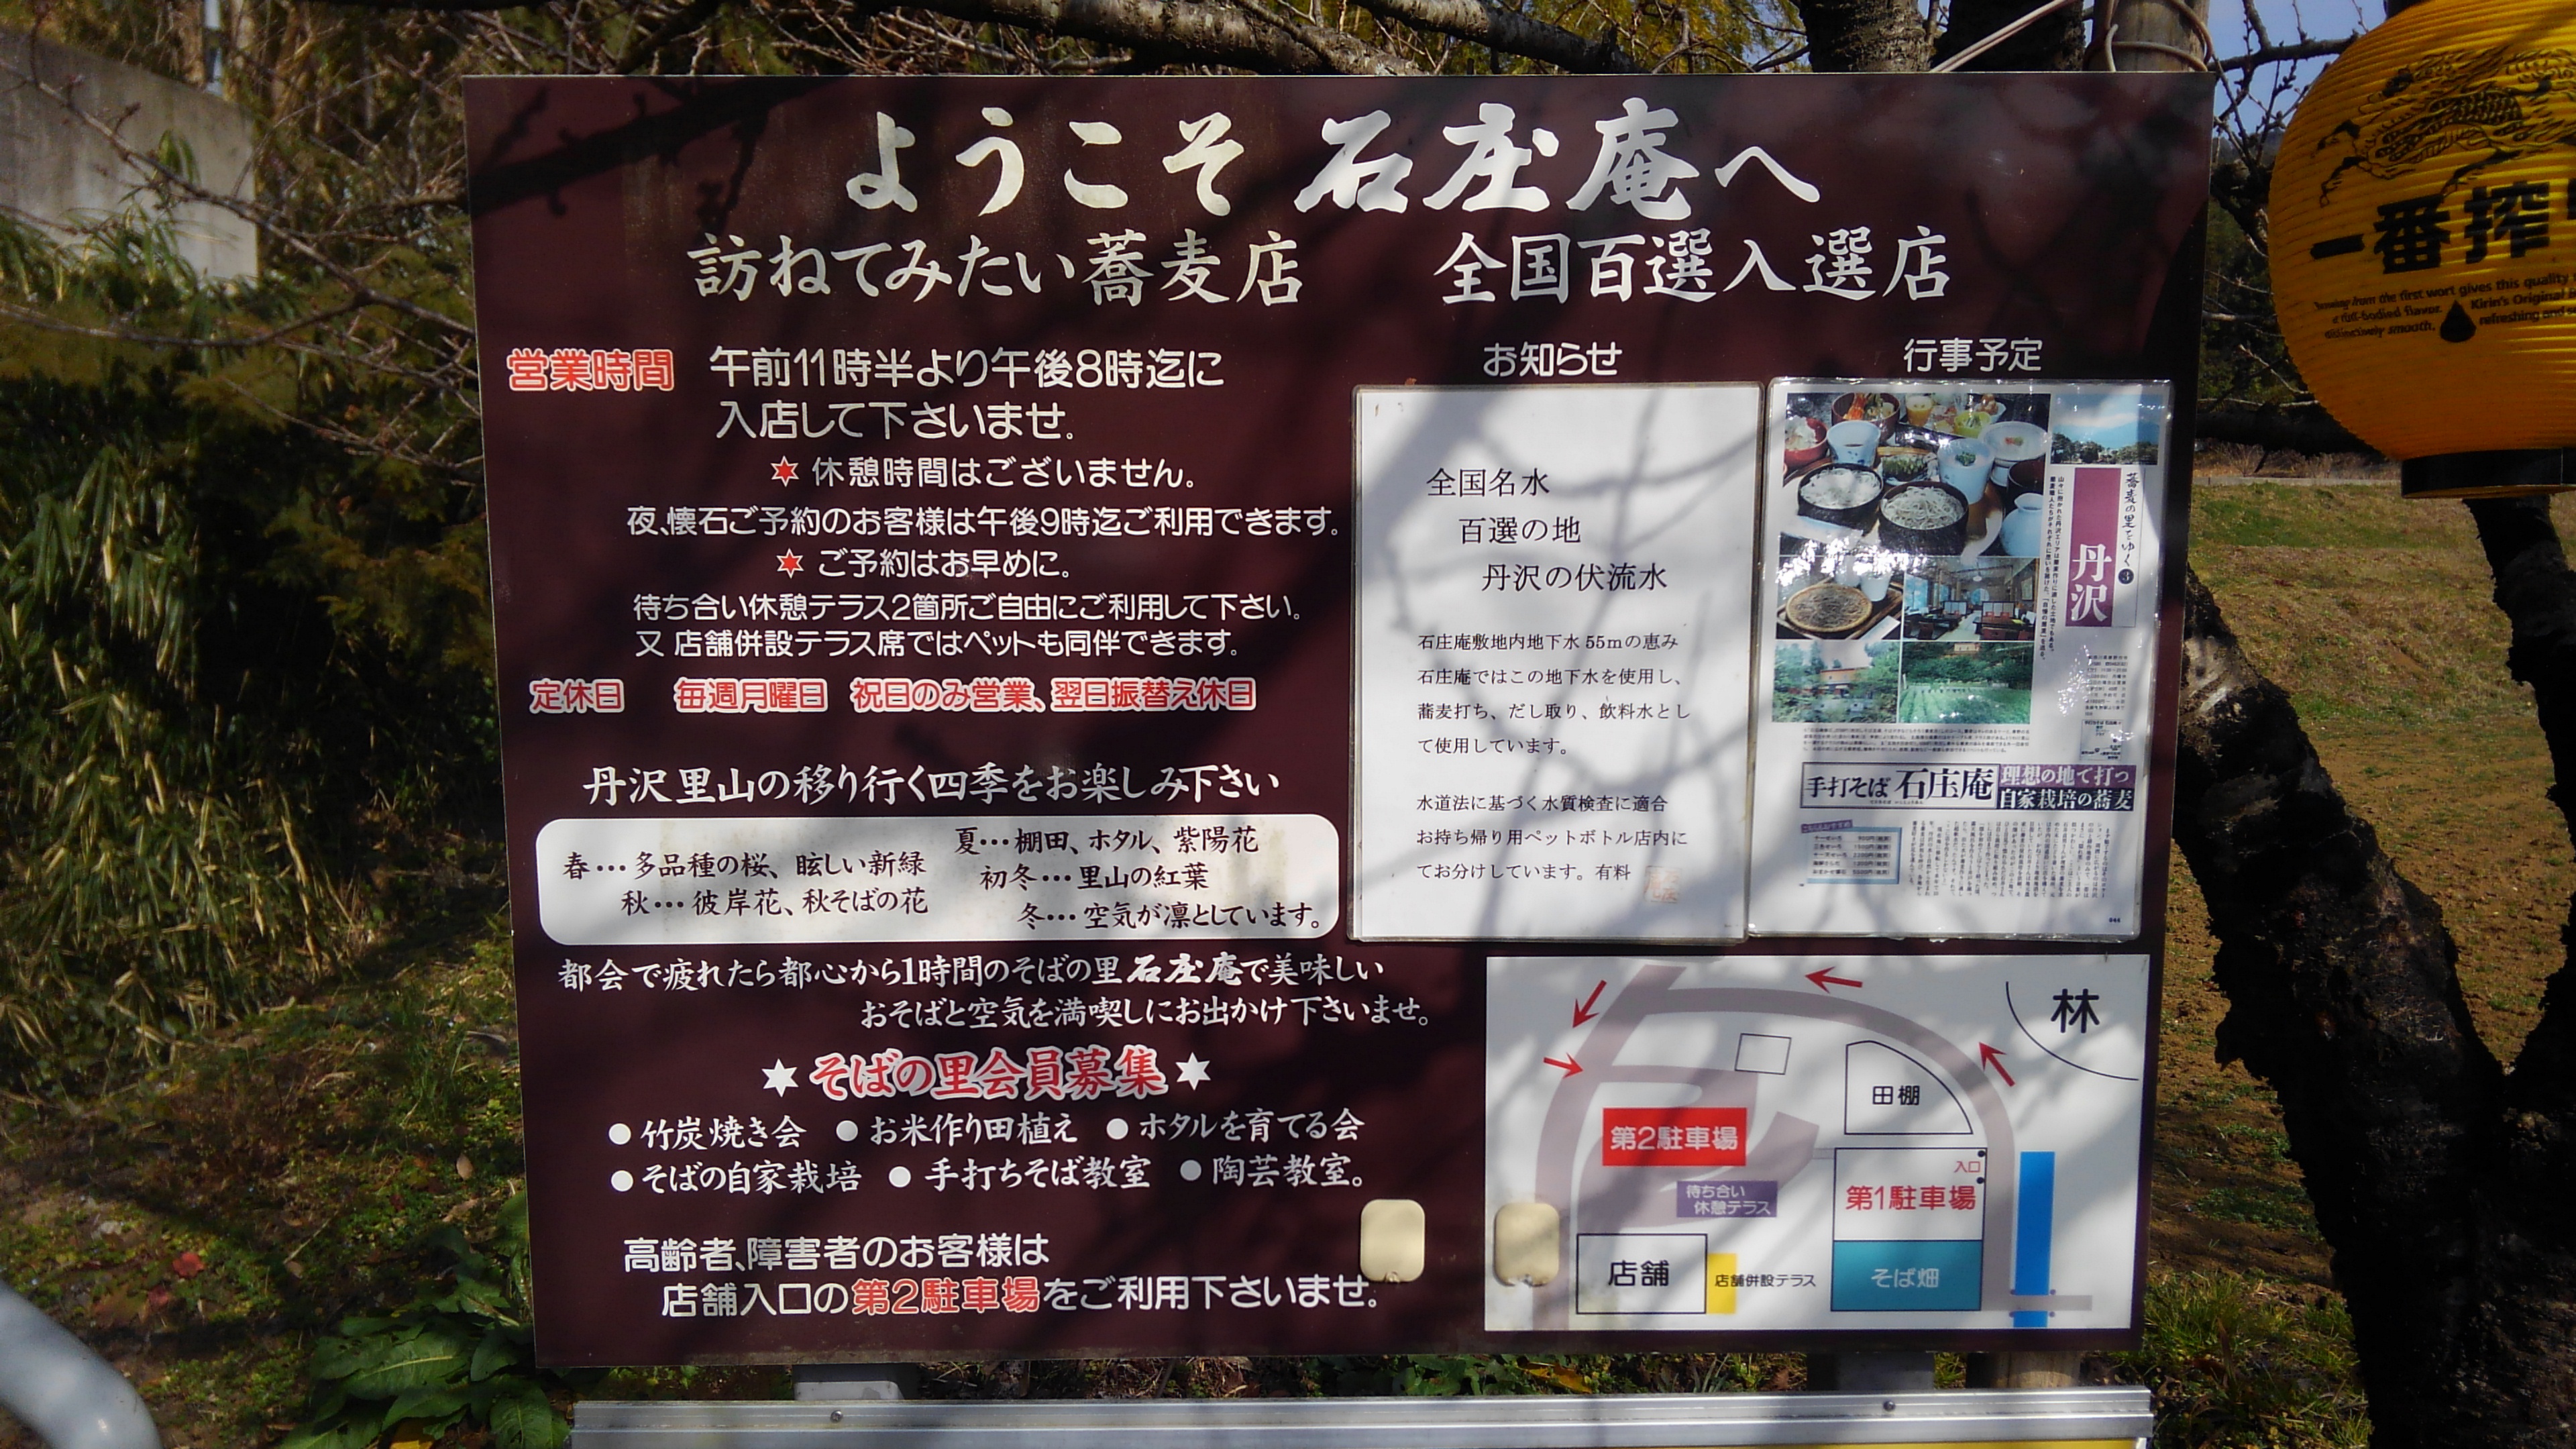 ようこそ 石庄庵へ
訪ねてみたい蕎麦店 全国百選入選店
営業時間 午前11時半より午後8時迄に
入店して下さいませ。
休憩時間はございません。
夜、懐石ご予約のお客様は午後9時迄ご利用できます。
ご予約はお早めに。
待ち合い休憩テラス2箇所ご自由にご利用して下さい。
又 店舗併設テラス席ではペットも同伴できます。
定休日 毎週月曜日 祝日のみ営業、翌日振替え休日
丹沢里山の移り行く四季をお楽しみ下さい
春…多品種の桜、眩しい新緑
秋…彼岸花、秋そばの花
夏…棚田、ホタル、紫陽花
初冬…里山の紅葉
冬…空気が凛としています。
都会で疲れたら都心から1時間のそばの里石庄庵で美味しい
おそばと空気を満喫しにお出かけ下さいませ。
そばの里会員募集
●竹炭焼き会 ●お米作り田植え ●ホタルを育てる会
●そばの自家栽培 ●手打ちそば教室 ●陶芸教室。
高齢者、障害者のお客様は
店舗入口の第2駐車場をご利用下さいませ。
お知らせ
全国名水
百選の地
丹沢の伏流水
石庄庵敷地内地下水55mの恵み
石庄庵ではこの地下水を使用し、
蕎麦打ち、だし取り、飲料水とし
て使用しています。
水道法に基づく水質検査に適合
お持ち帰り用ペットボトル店内に
てお分けしています。有料
行事予定
蕎麦の里をゆく3
丹沢
手打そば 石庄庵
理想の地で打つ
自家栽培の蕎麦
林
田棚
第2駐車場
入口
第1駐車場
待ち合い
休憩テラス
店舗
店舗併設テラス
そば畑
一番搾